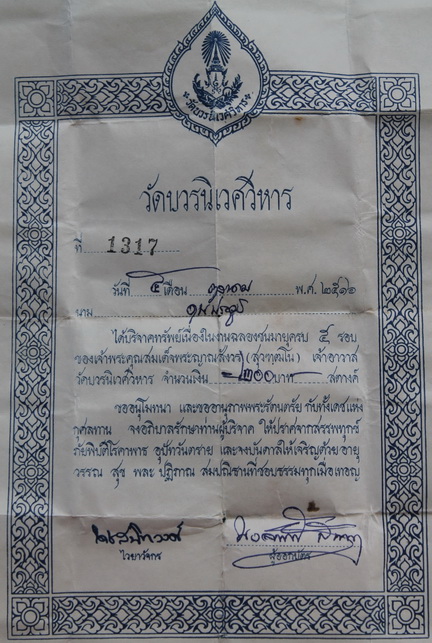 วัดบวรนิเวศวิหาร
วัดบวรนิเวศวิหาร
ที่ 1317
วันที่ ๕ เดือน ตุลาคม พ.ศ. ๒๕๑๖
นาม
ได้บริจาคทรัพย์เนื่องในงานฉลองชนมายุครบ ๕ รอบ
ของเจ้าพระคุณสมเด็จพระญาณสังวร (สุวฑฺฒโน) เจ้าอาวาส
วัดบวรนิเวศวิหาร จำนวนเงิน ๒๐๐ บาท สตางค์
ขออนุโมทนา และขออานุภาพพระรัตนตรัย กับทั้งเดชแห่ง
กุศลทาน จงอภิบาลรักษาท่านผู้บริจาค ให้ปราศจากสรรพทุกข์
ภัยพิบัติโรคาพาธ อุปัทวันตราย และจงบันดาลให้เจริญด้วย อายุ
วรรณ สุข พละ ปฏิภาณ สมปณิธานที่ชอบธรรมทุกเมื่อเทอญ
ไวยาวัจกร
ผู้ออกบัตร